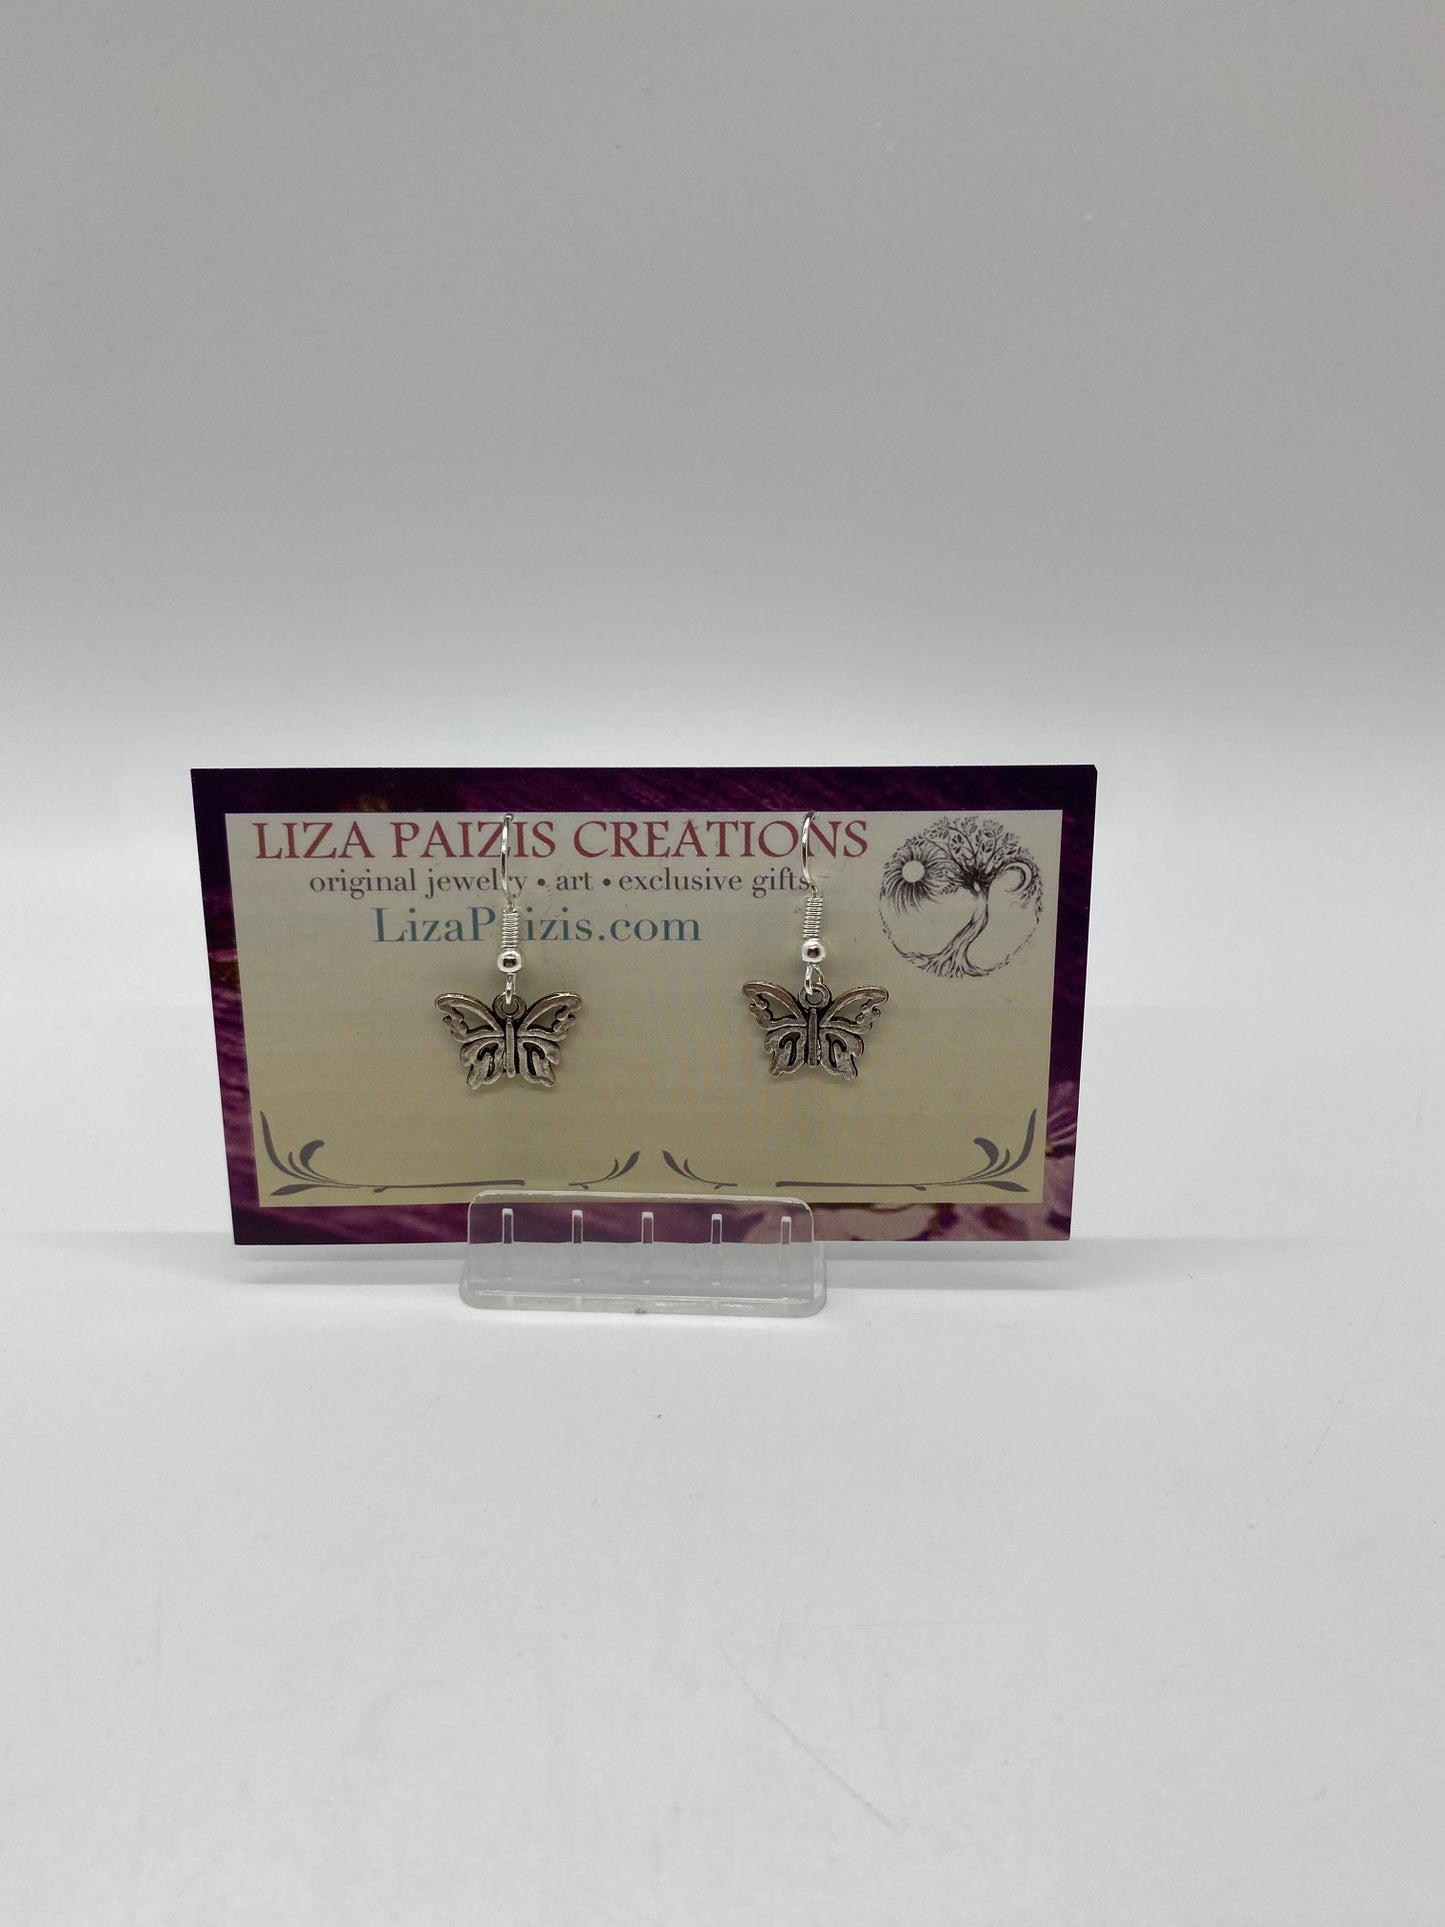 LIZA PAIZIS CREATIONS
original jewelry • art • exclusive gifts
LizaPaizis.com